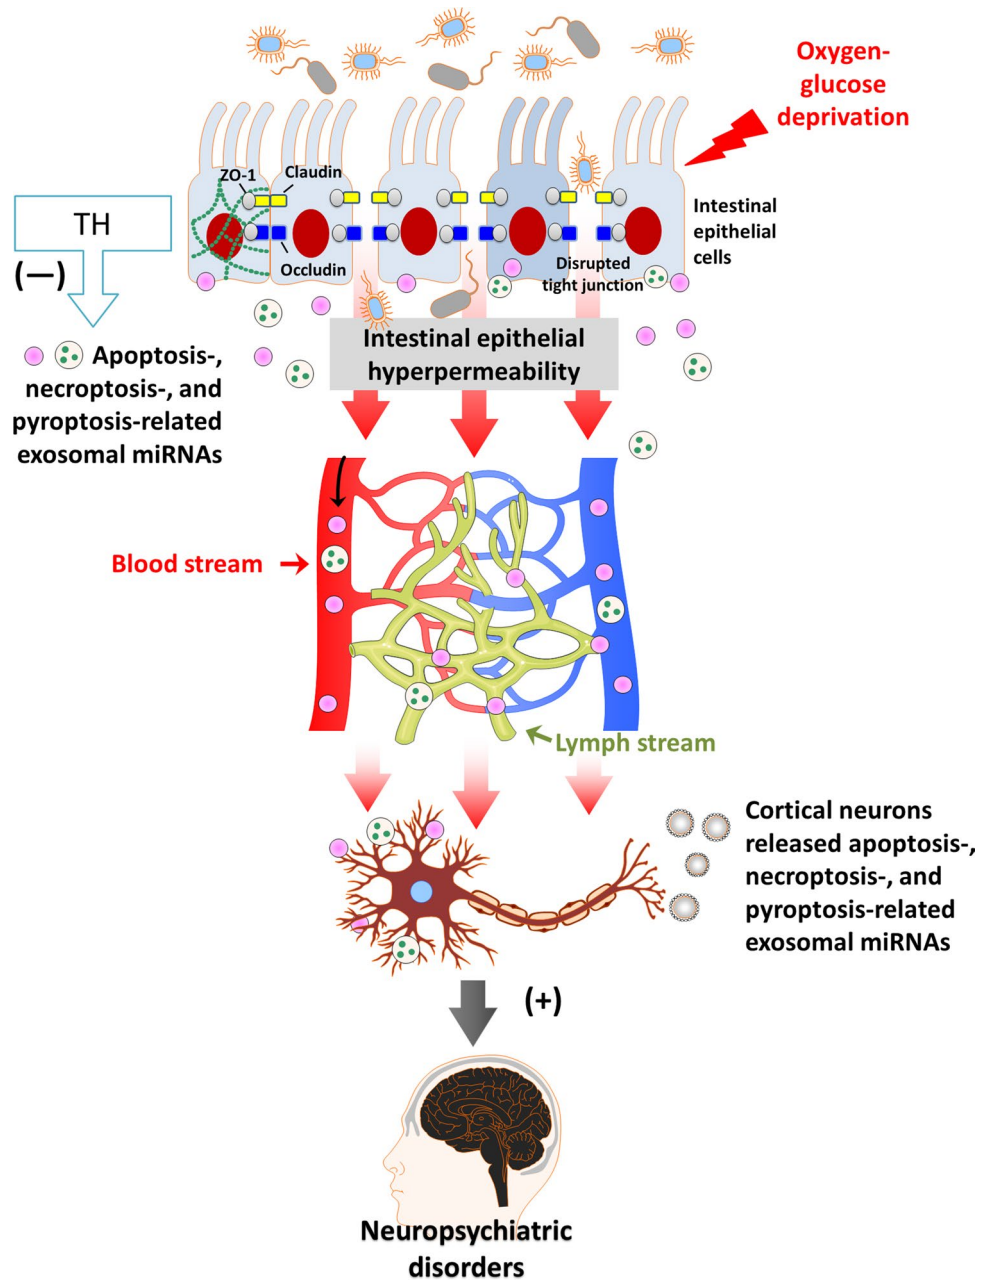 Oxygen-
glucose
deprivation
ZO-1
Claudin
TH
(—)
Intestinal
epithelial
cells
Occludin
Disrupted
tight junction
Intestinal epithelial
hyperpermeability
Apoptosis-,
necroptosis-, and
pyroptosis-related
exosomal miRNAs
Blood stream
Lymph stream
Cortical neurons
released apoptosis-,
necroptosis-, and
pyroptosis-related
exosomal miRNAs
(+)
Neuropsychiatric
disorders